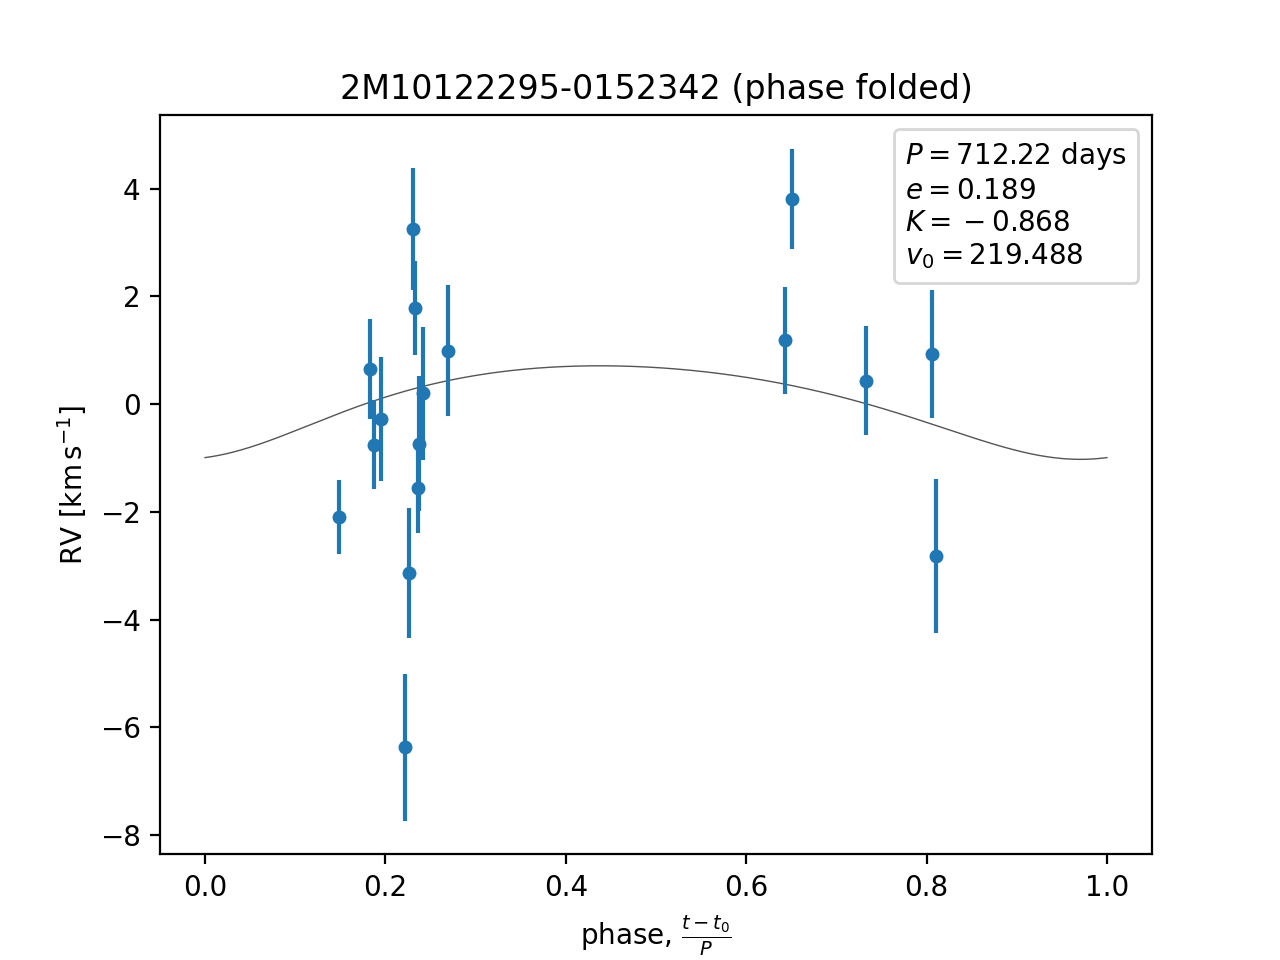 2M10122295-0152342 (phase folded)
P = 712.22 days
e = 0.189
K = −0.868
v₀ = 219.488
RV [km s⁻¹]
4
2
0
−2
−4
−6
−8
0.0 0.2 0.4 0.6 0.8 1.0
phase, (t − t₀)/P